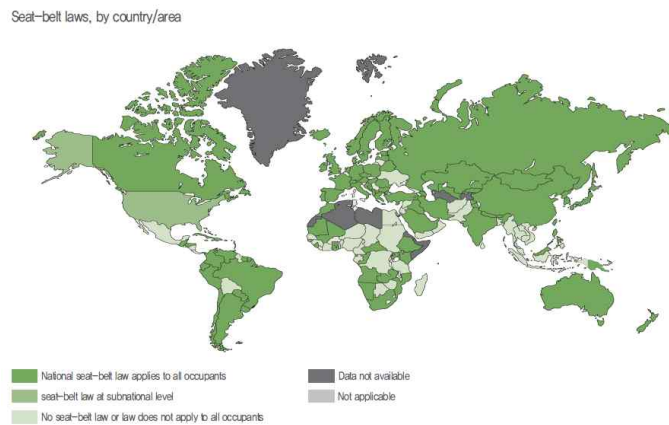 Seat-belt laws, by country/area
National seat-belt law applies to all occupants
seat-belt law at subnational level
No seat-belt law or law does not apply to all occupants
Data not available
Not applicable